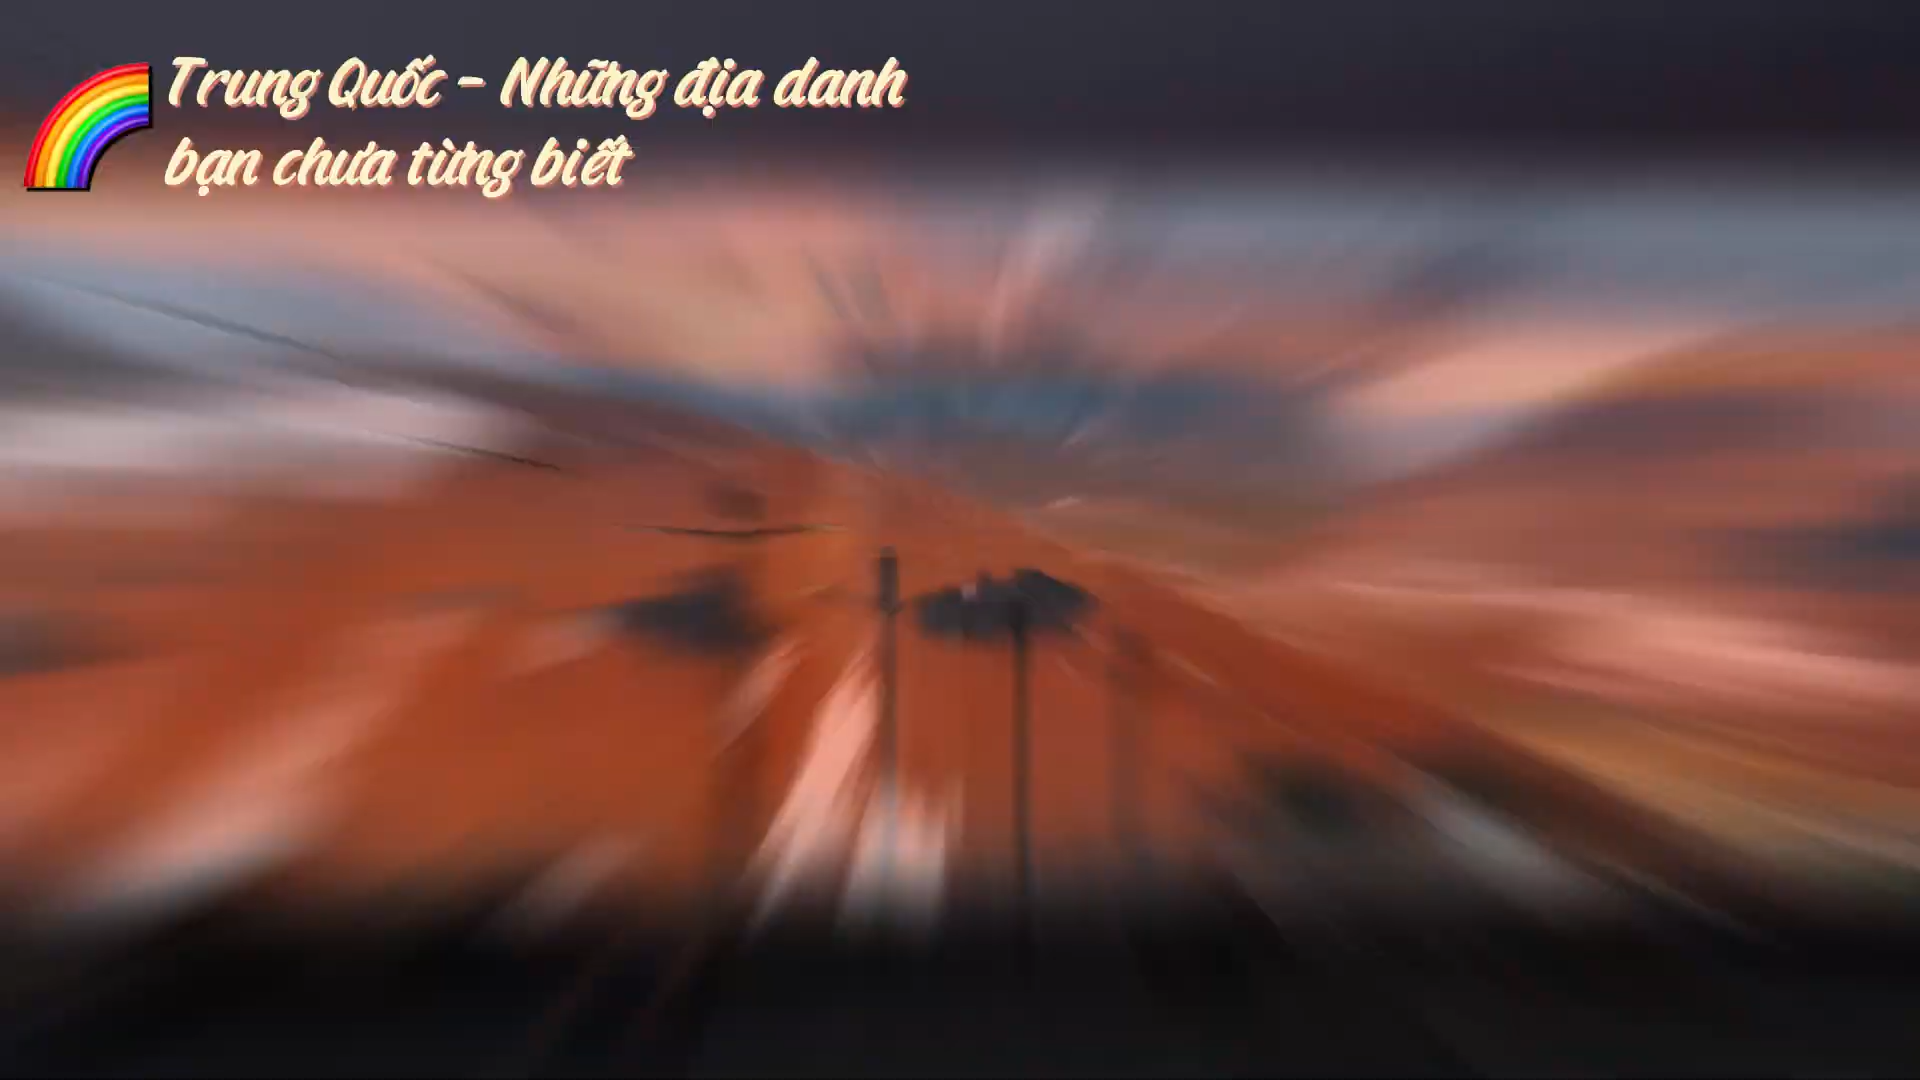 Trung Quốc - Những địa danh
bạn chưa từng biết